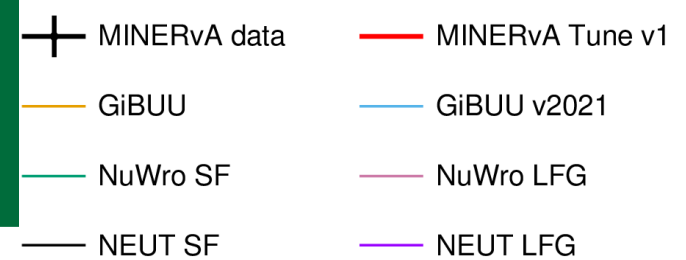 MINERvA data MINERvA Tune v1
GiBUU GiBUU v2021
NuWro SF NuWro LFG
NEUT SF NEUT LFG